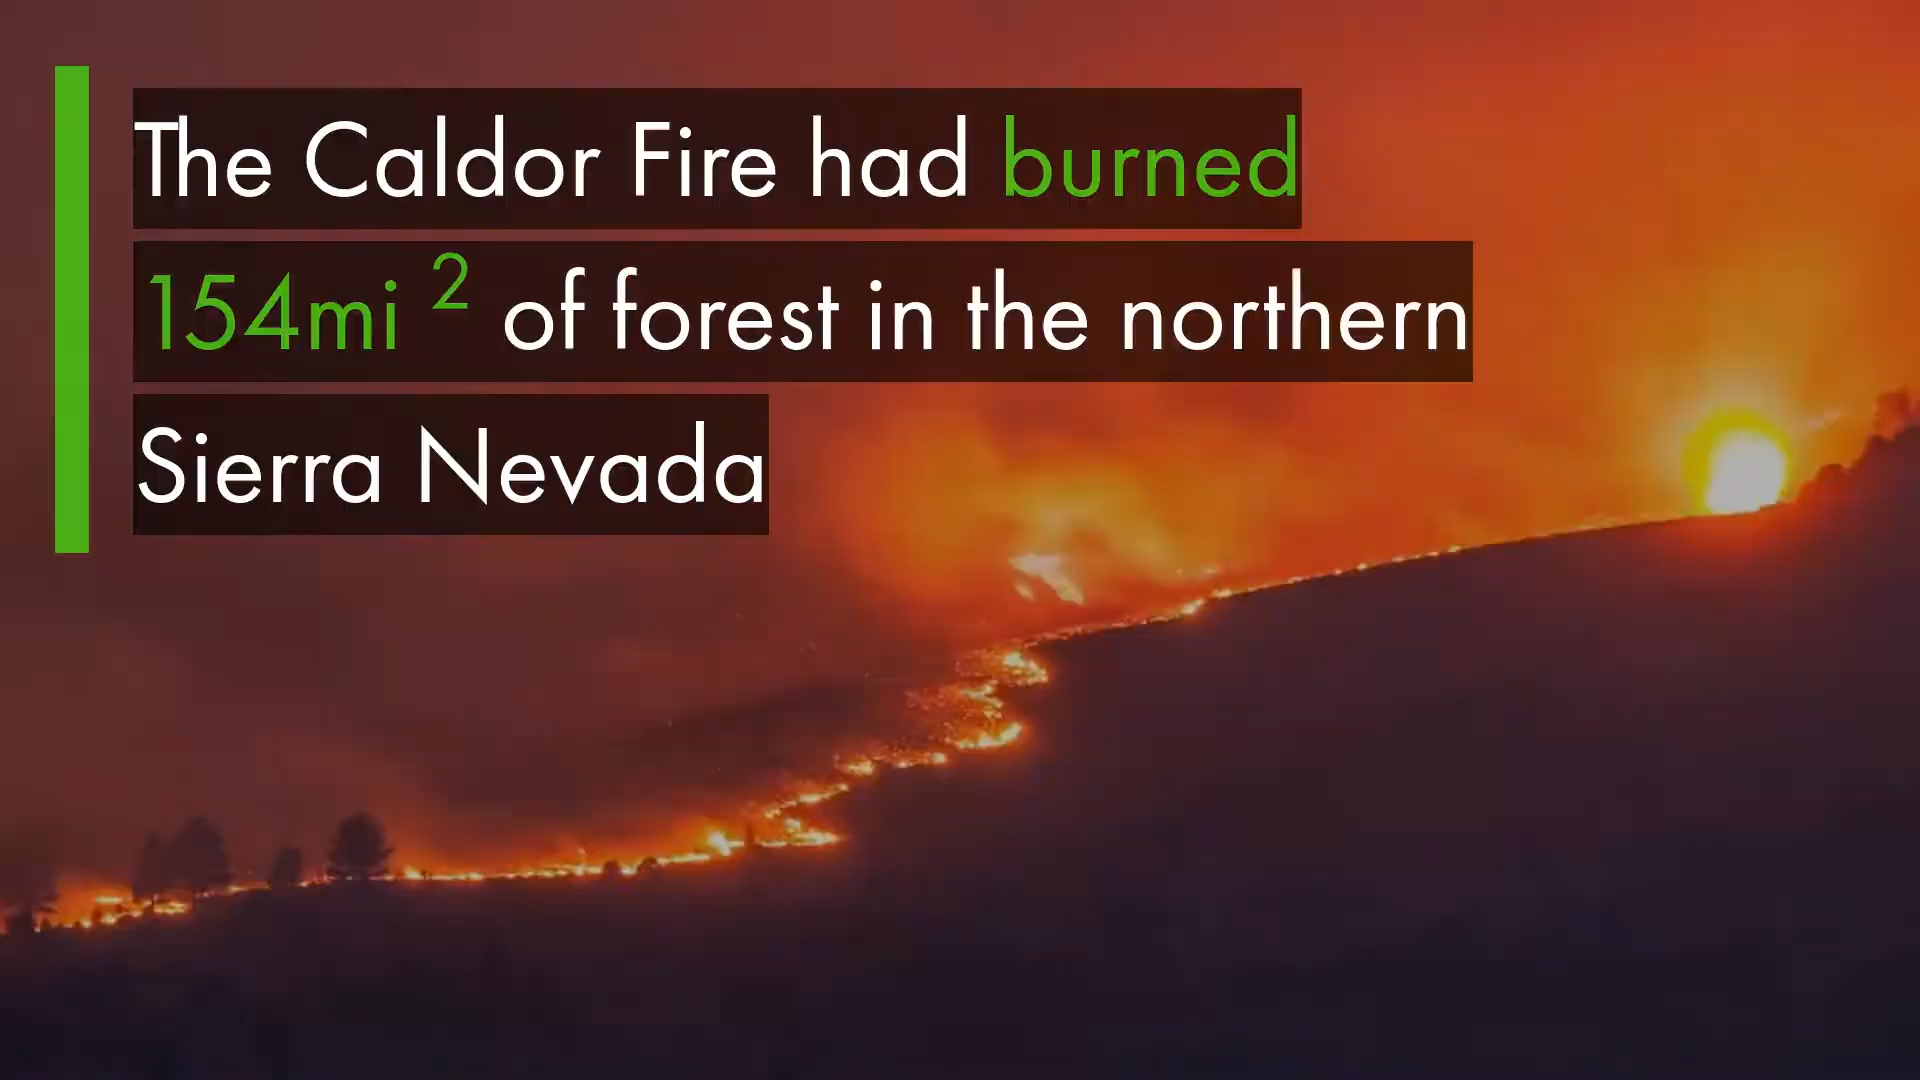 The Caldor Fire had burned
154mi ² of forest in the northern
Sierra Nevada